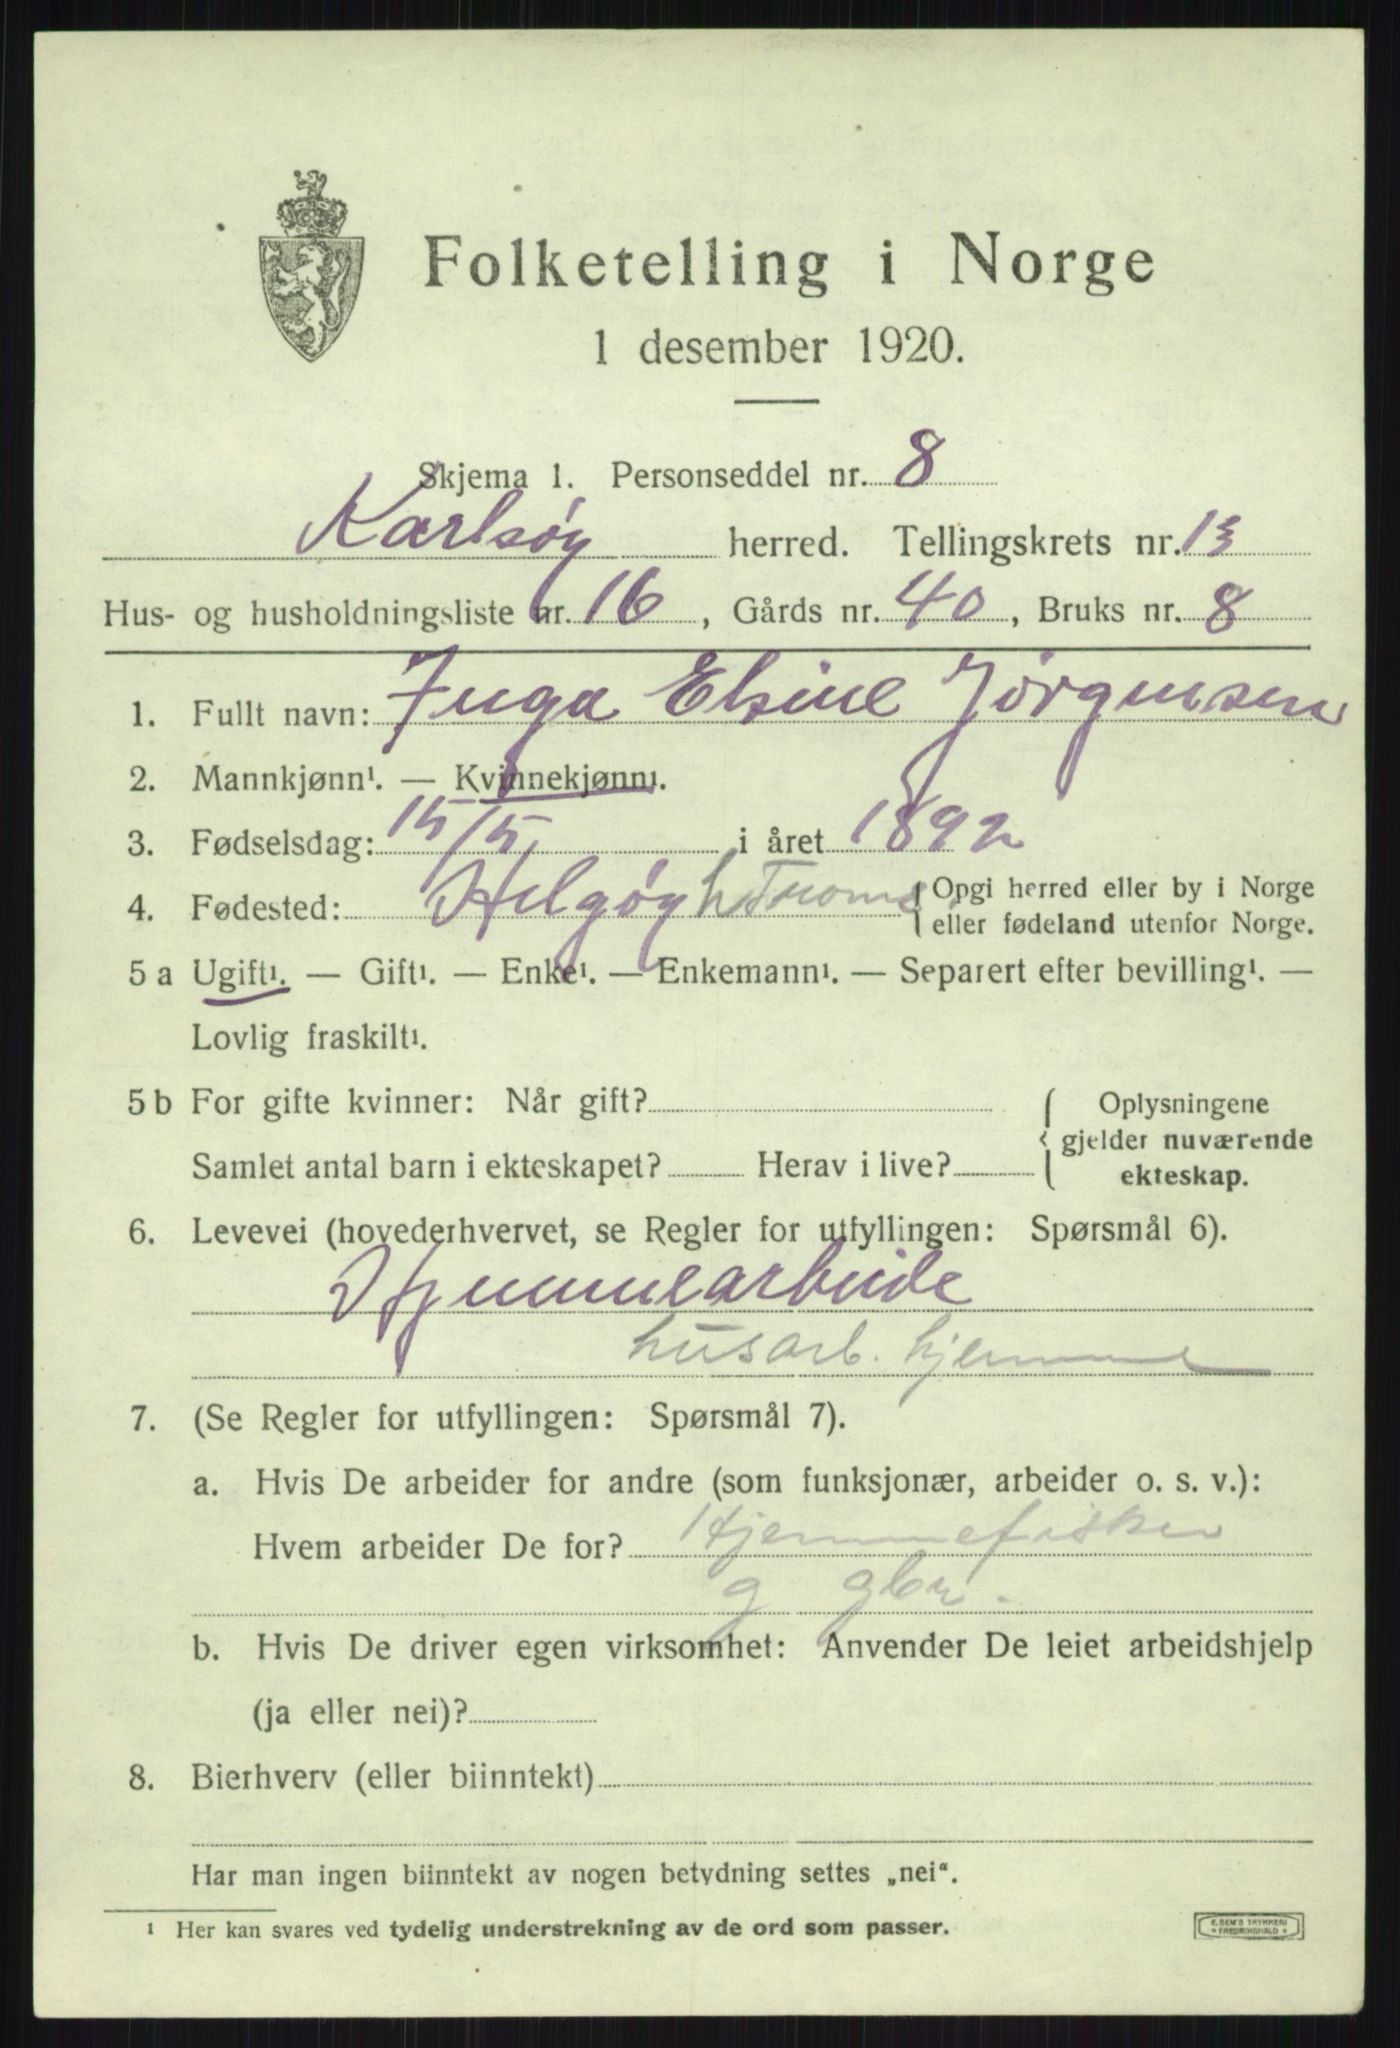 Folketelling i Norge
1 desember 1920.
Skjema 1. Personseddel nr. 8
Karlsøy herred. Tellingskrets nr. 13
Hus- og husholdningsliste nr. 16, Gårds nr. 40, Bruks nr. 8
1. Fullt navn: Inga Elsine Jørgensen
2. Mannkjønn¹. — Kvinnekjønn¹.
3. Fødselsdag: 15/5 i året 1892
4. Fødested: Helgøy h Troms { Opgi herred eller by i Norge
eller fødeland utenfor Norge.
5 a Ugift¹. — Gift¹. — Enke¹. — Enkemann¹. — Separert efter bevilling¹. —
Lovlig fraskilt¹.
5 b For gifte kvinner: Når gift? { Oplysningene
gjelder nuværende
Samlet antal barn i ekteskapet? Herav i live? ekteskap.
6. Levevei (hovederhvervet, se Regler for utfyllingen: Spørsmål 6).
Hjemmearbeide
husarb. hjemme
7. (Se Regler for utfyllingen: Spørsmål 7).
a. Hvis De arbeider for andre (som funksjonær, arbeider o. s. v.):
Hvem arbeider De for? Hjemmefisker
g gbr.
b. Hvis De driver egen virksomhet: Anvender De leiet arbeidshjelp
(ja eller nei)?
8. Bierhverv (eller biinntekt)
Har man ingen biinntekt av nogen betydning settes „nei“.
¹ Her kan svares ved tydelig understrekning av de ord som passer.
E. SEM'S TRYKKERI
* FREDRIKSHALD *